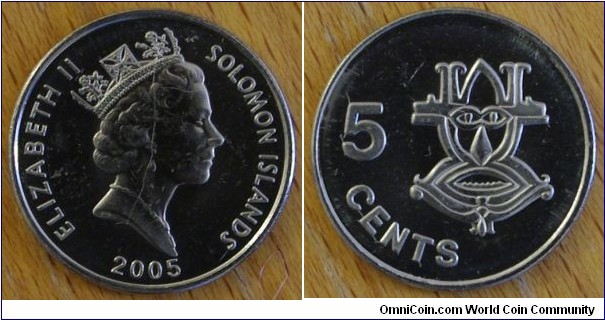 ELIZABETH II
SOLOMON ISLANDS
2005
5
CENTS
OmniCoin.com World Coin Community